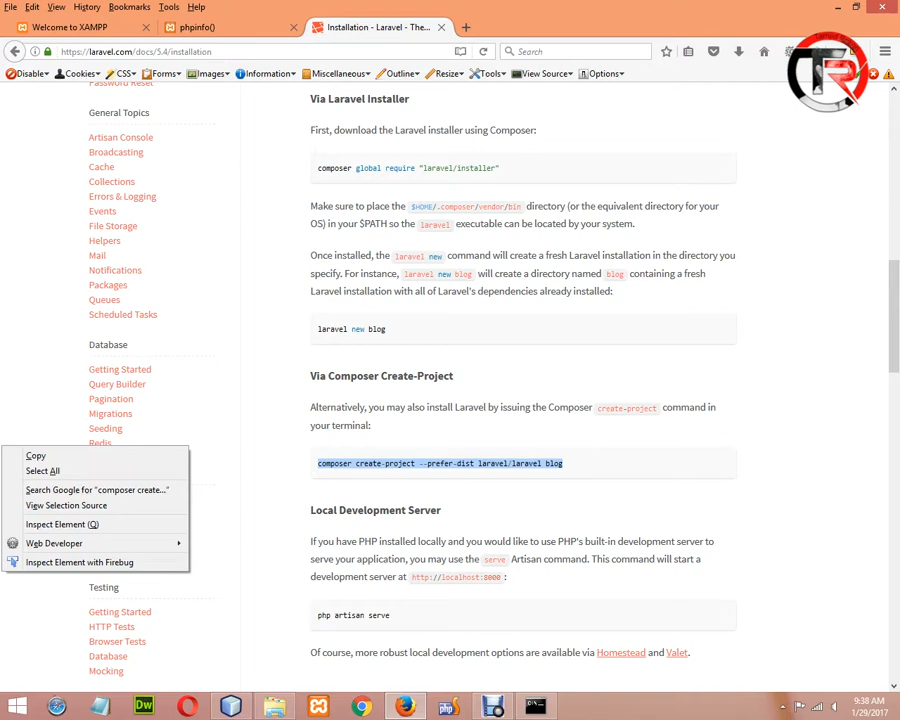 File Edit View History Bookmarks Tools Help
Welcome to XAMPP
phpinfo()
Installation - Laravel - The...
https://laravel.com/docs/5.4/installation
Search
Disable Cookies CSS Forms Images Information Miscellaneous Outline Resize Tools View Source Options
TR
Password Reset
General Topics
Artisan Console
Broadcasting
Cache
Collections
Errors & Logging
Events
File Storage
Helpers
Mail
Notifications
Packages
Queues
Scheduled Tasks
Database
Getting Started
Query Builder
Pagination
Migrations
Seeding
Redis
Copy
Select All
Search Google for "composer create..."
View Selection Source
Inspect Element (Q)
Web Developer
Inspect Element with Firebug
Testing
Getting Started
HTTP Tests
Browser Tests
Database
Mocking
Via Laravel Installer
First, download the Laravel installer using Composer:
composer global require "laravel/installer"
Make sure to place the $HOME/.composer/vendor/bin directory (or the equivalent directory for your
OS) in your $PATH so the laravel executable can be located by your system.
Once installed, the laravel new command will create a fresh Laravel installation in the directory you
specify. For instance, laravel new blog will create a directory named blog containing a fresh
Laravel installation with all of Laravel's dependencies already installed:
laravel new blog
Via Composer Create-Project
Alternatively, you may also install Laravel by issuing the Composer create-project command in
your terminal:
composer create-project --prefer-dist laravel/laravel blog
Local Development Server
If you have PHP installed locally and you would like to use PHP's built-in development server to
serve your application, you may use the serve Artisan command. This command will start a
development server at http://localhost:8000 :
php artisan serve
Of course, more robust local development options are available via Homestead and Valet.
Dw
php
9:38 AM
1/29/2017